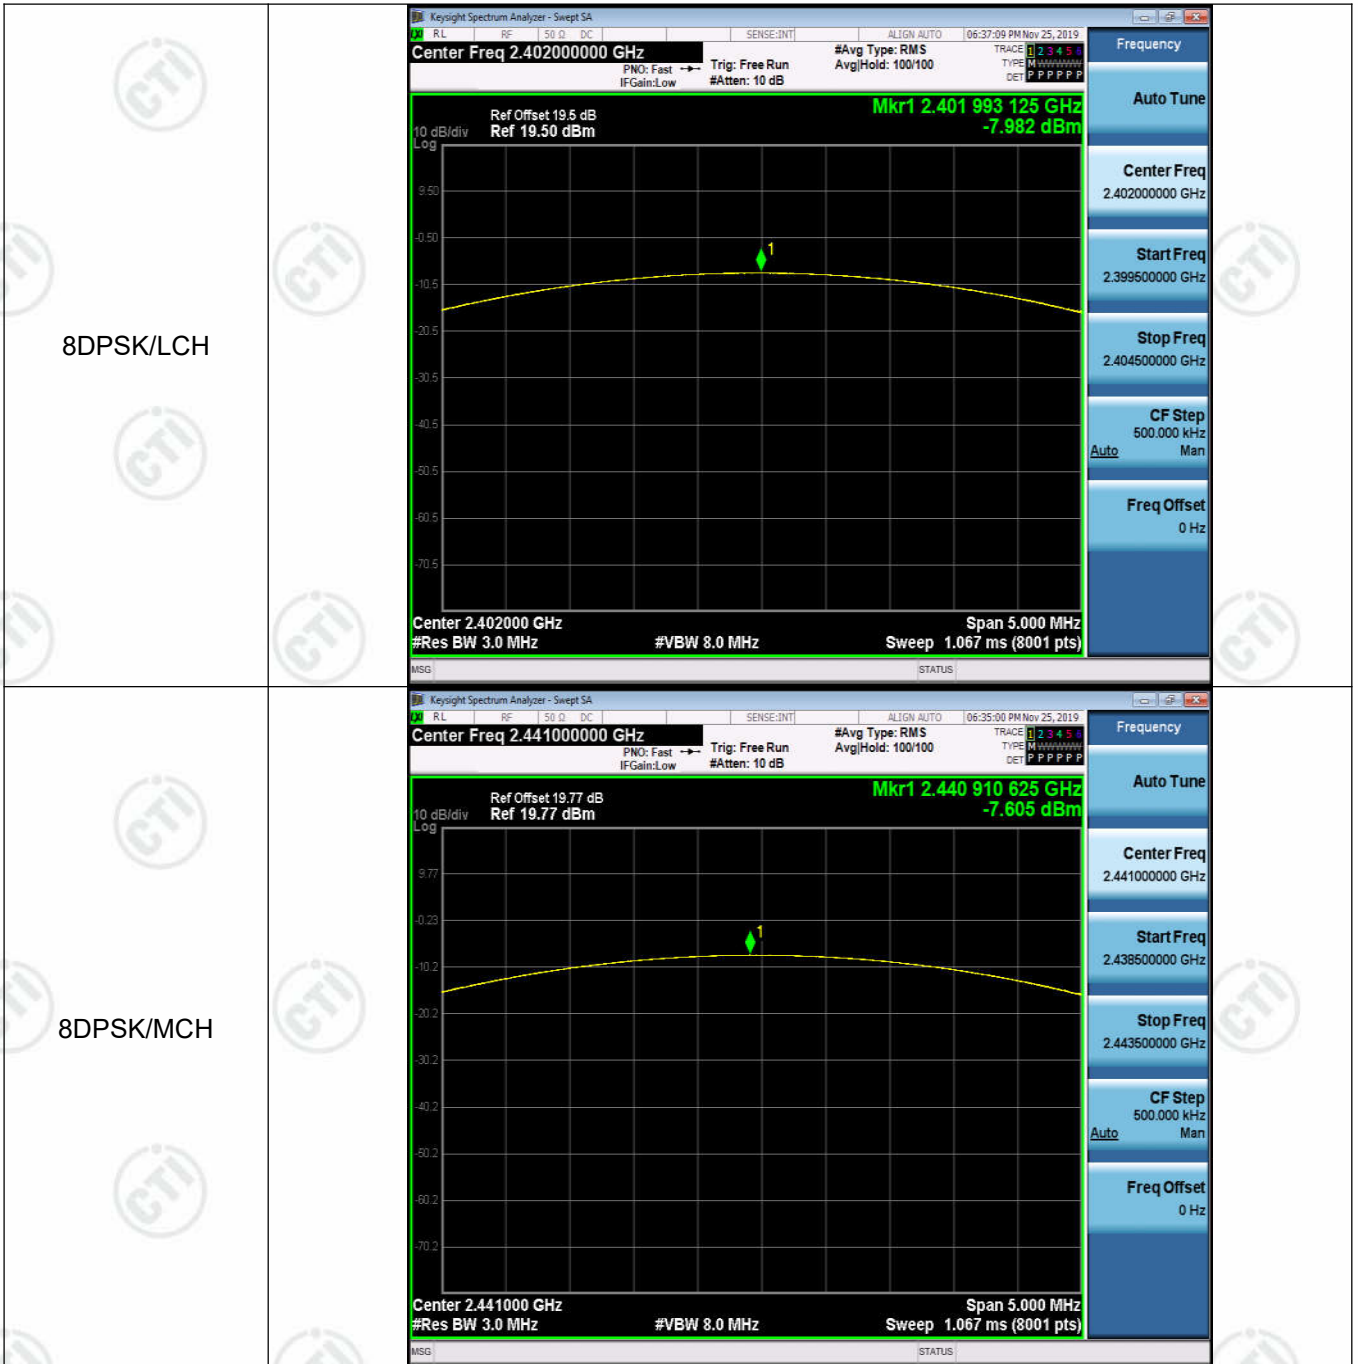 8DPSK/LCH
Keysight Spectrum Analyzer - Swept SA
RL RF 50 Ω DC SENSE:INT ALIGN AUTO 06:37:09 PM Nov 25, 2019
Center Freq 2.402000000 GHz
PNO: Fast
IFGain:Low
Trig: Free Run
#Atten: 10 dB
#Avg Type: RMS
Avg|Hold: 100/100
TRACE 1 2 3 4 5 6
TYPE M WWWWW
DET P P P P P P
Mkr1 2.401 993 125 GHz
-7.982 dBm
Ref Offset 19.5 dB
10 dB/div Ref 19.50 dBm
Log
9.50
-0.50
1
-10.5
-20.5
-30.5
-40.5
-50.5
-60.5
-70.5
Center 2.402000 GHz Span 5.000 MHz
#Res BW 3.0 MHz #VBW 8.0 MHz Sweep 1.067 ms (8001 pts)
MSG STATUS
Frequency
Auto Tune
Center Freq
2.402000000 GHz
Start Freq
2.399500000 GHz
Stop Freq
2.404500000 GHz
CF Step
500.000 kHz
Auto Man
Freq Offset
0 Hz
8DPSK/MCH
Keysight Spectrum Analyzer - Swept SA
RL RF 50 Ω DC SENSE:INT ALIGN AUTO 06:35:00 PM Nov 25, 2019
Center Freq 2.441000000 GHz
PNO: Fast
IFGain:Low
Trig: Free Run
#Atten: 10 dB
#Avg Type: RMS
Avg|Hold: 100/100
TRACE 1 2 3 4 5 6
TYPE M WWWWW
DET P P P P P P
Mkr1 2.440 910 625 GHz
-7.605 dBm
Ref Offset 19.77 dB
10 dB/div Ref 19.77 dBm
Log
9.77
-0.23
1
-10.2
-20.2
-30.2
-40.2
-50.2
-60.2
-70.2
Center 2.441000 GHz Span 5.000 MHz
#Res BW 3.0 MHz #VBW 8.0 MHz Sweep 1.067 ms (8001 pts)
MSG STATUS
Frequency
Auto Tune
Center Freq
2.441000000 GHz
Start Freq
2.438500000 GHz
Stop Freq
2.443500000 GHz
CF Step
500.000 kHz
Auto Man
Freq Offset
0 Hz
CTI
CTI
CTI
CTI
CTI
CTI
CTI
CTI
CTI
CTI
CTI
CTI